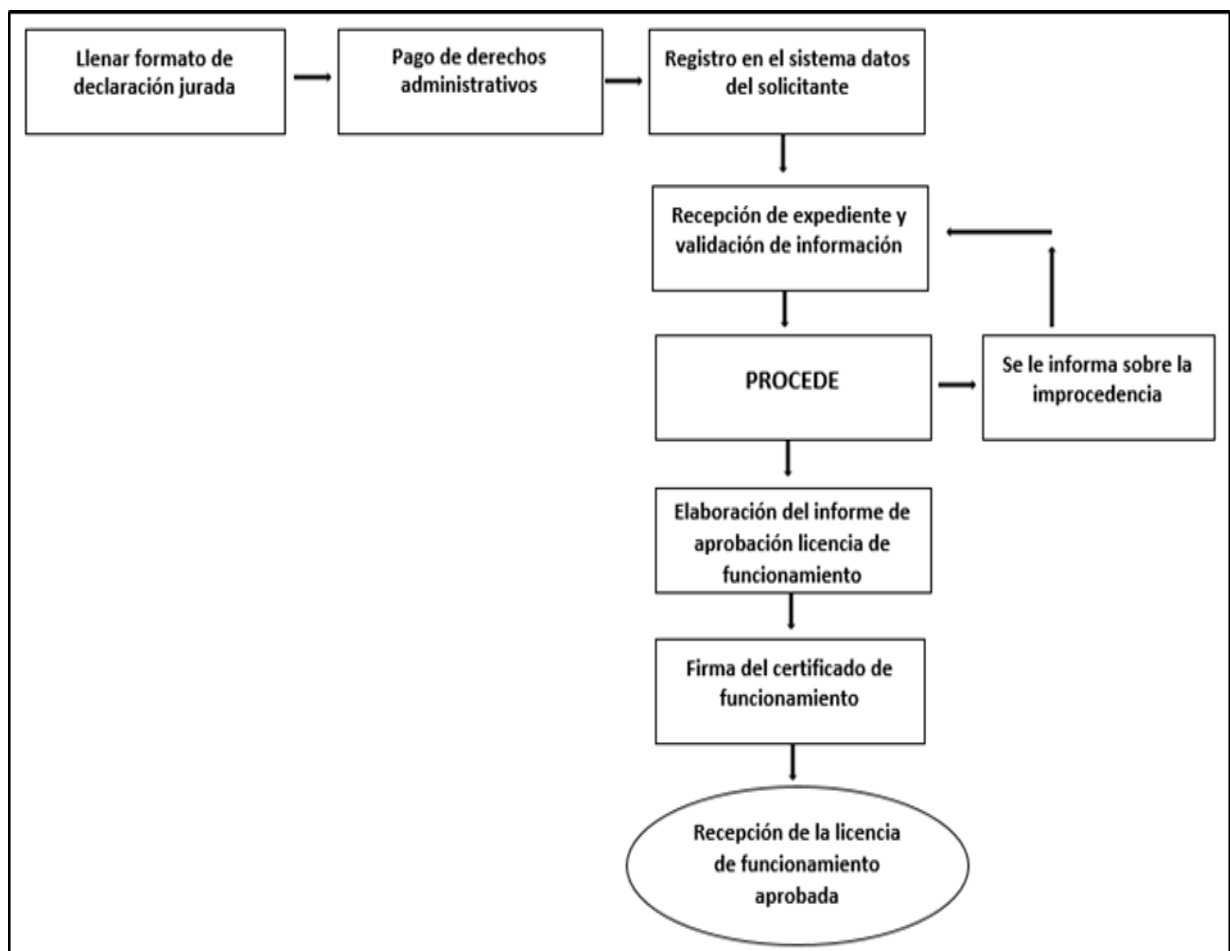 Llenar formato de
declaración jurada
Pago de derechos
administrativos
Registro en el sistema datos
del solicitante
Recepción de expediente y
validación de información
PROCEDE
Se le informa sobre la
improcedencia
Elaboración del informe de
aprobación licencia de
funcionamiento
Firma del certificado de
funcionamiento
Recepción de la licencia
de funcionamiento
aprobada